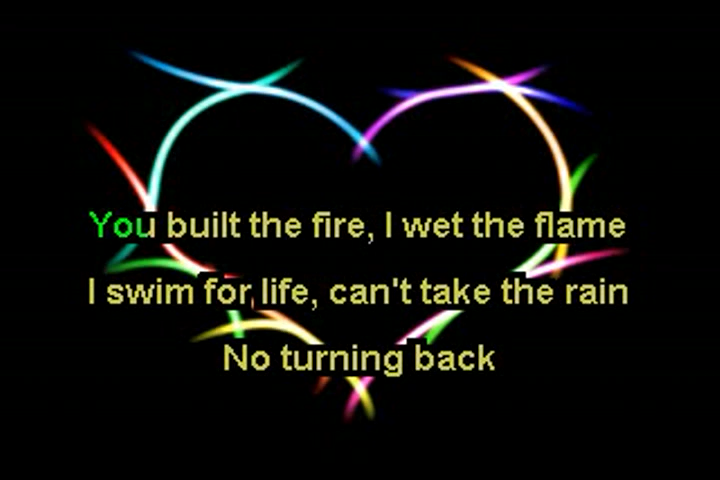 You built the fire, I wet the flame
I swim for life, can't take the rain
No turning back